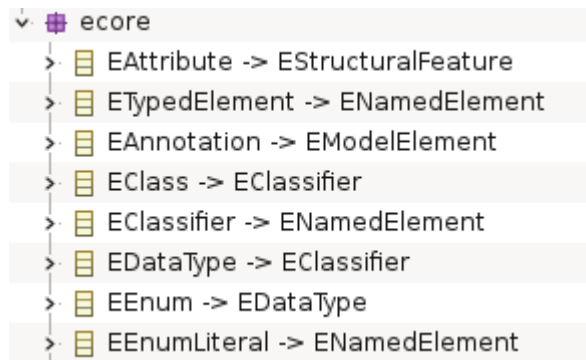 ecore
EAttribute -> EStructuralFeature
ETypedElement -> ENamedElement
EAnnotation -> EModelElement
EClass -> EClassifier
EClassifier -> ENamedElement
EDataType -> EClassifier
EEnum -> EDataType
EEnumLiteral -> ENamedElement